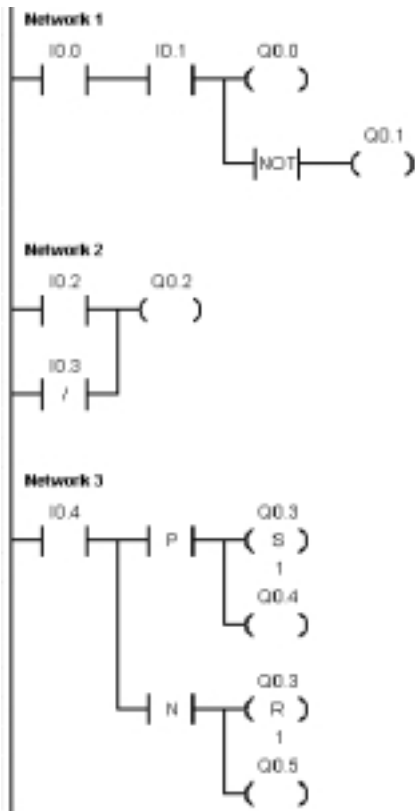 Network 1
I0.0 I0.1 Q0.0
Q0.1
NOT
Network 2
I0.2 Q0.2
I0.3
/
Network 3
I0.4 Q0.3
P S
1
Q0.4
Q0.3
N R
1
Q0.5